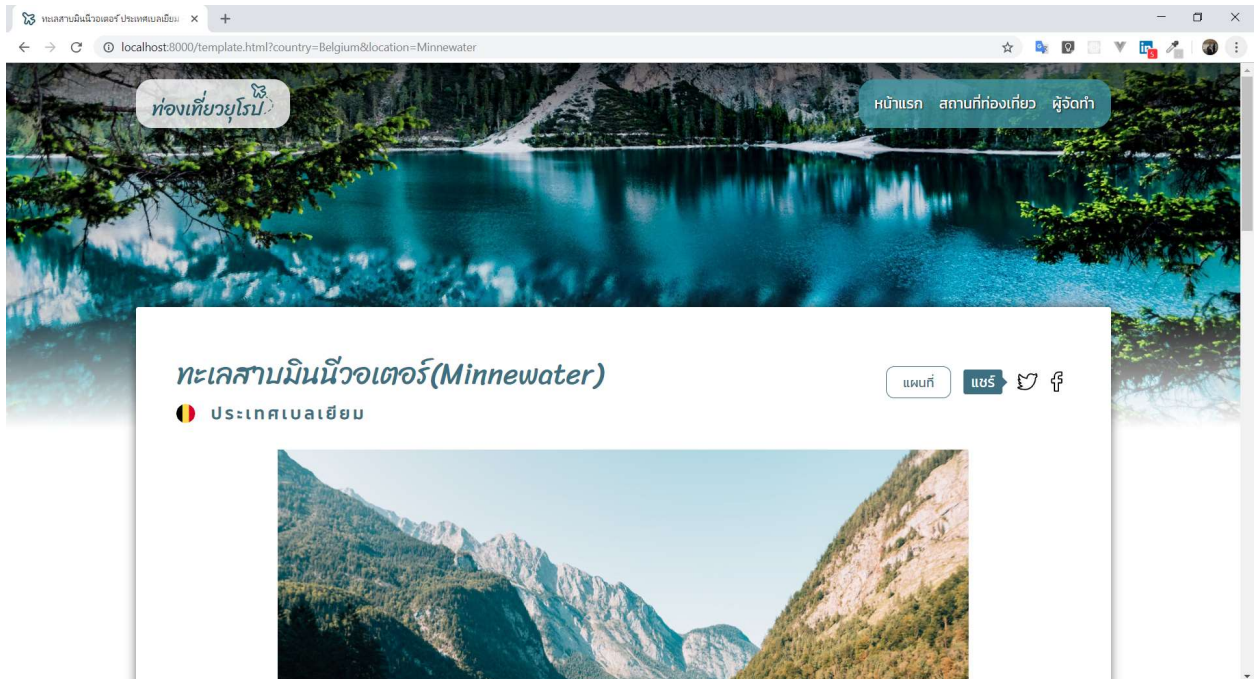 ทะเลสาบมินนีวอเตอร์ ประเทศเบลเยียม
localhost:8000/template.html?country=Belgium&location=Minnewater
in
5
ท่องเที่ยวยุโรป
หน้าแรก สถานที่ท่องเที่ยว ผู้จัดทำ
ทะเลสาบมินนีวอเตอร์(Minnewater)
แผนที่ แชร์
ประเทศเบลเยียม